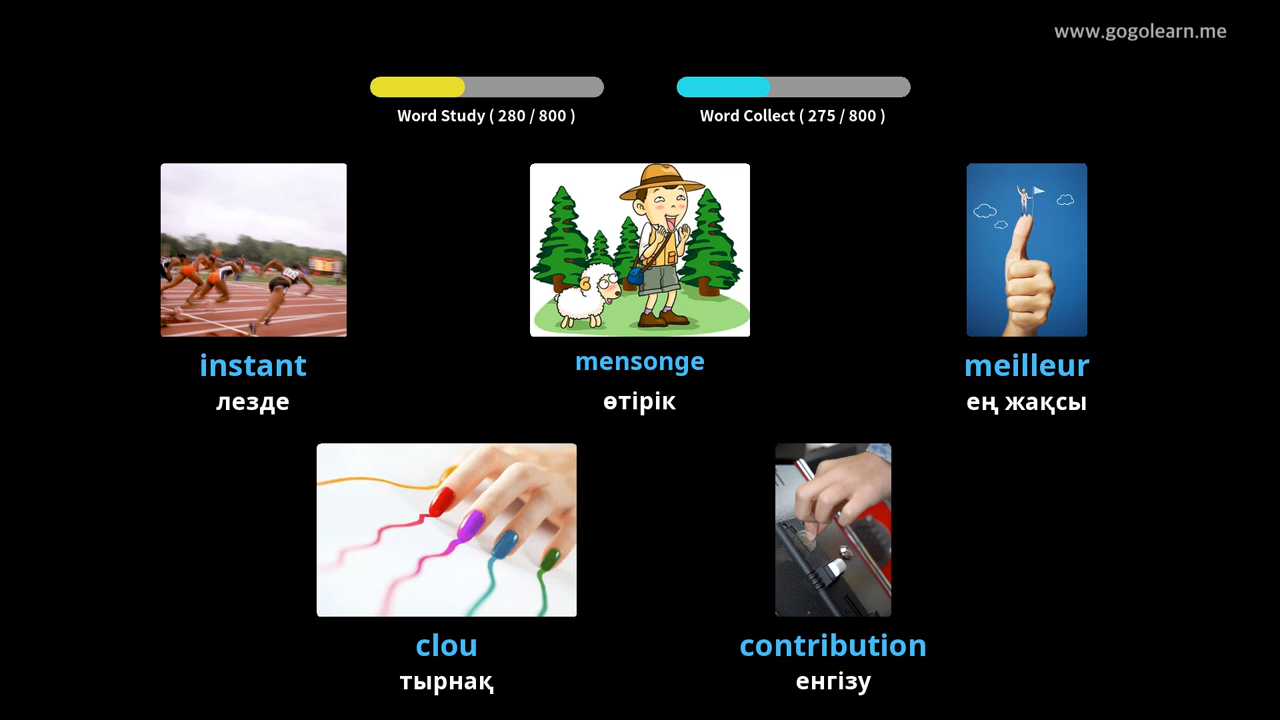 www.gogolearn.me
Word Study ( 280 / 800 )
Word Collect ( 275 / 800 )
instant
лезде
mensonge
өтірік
meilleur
ең жақсы
clou
тырнақ
contribution
енгізу